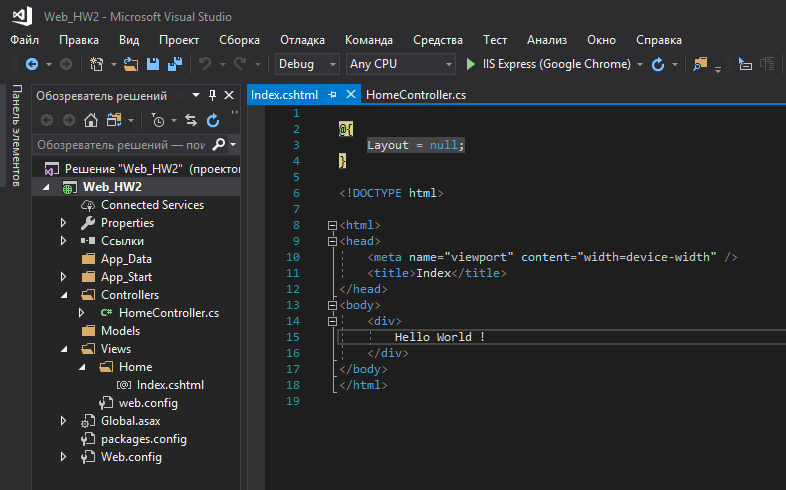 Web_HW2 - Microsoft Visual Studio
Файл Правка Вид Проект Сборка Отладка Команда Средства Тест Анализ Окно Справка
Debug Any CPU IIS Express (Google Chrome)
Панель элементов
Обозреватель решений
Обозреватель решений — пои
Решение "Web_HW2" (проектов
Web_HW2
Connected Services
Properties
Ссылки
App_Data
App_Start
Controllers
C# HomeController.cs
Models
Views
Home
Index.cshtml
web.config
Global.asax
packages.config
Web.config
Index.cshtml HomeController.cs
1
2 @{
3 Layout = null;
4 }
5
6 <!DOCTYPE html>
7
8 <html>
9 <head>
10 <meta name="viewport" content="width=device-width" />
11 <title>Index</title>
12 </head>
13 <body>
14 <div>
15 Hello World !
16 </div>
17 </body>
18 </html>
19